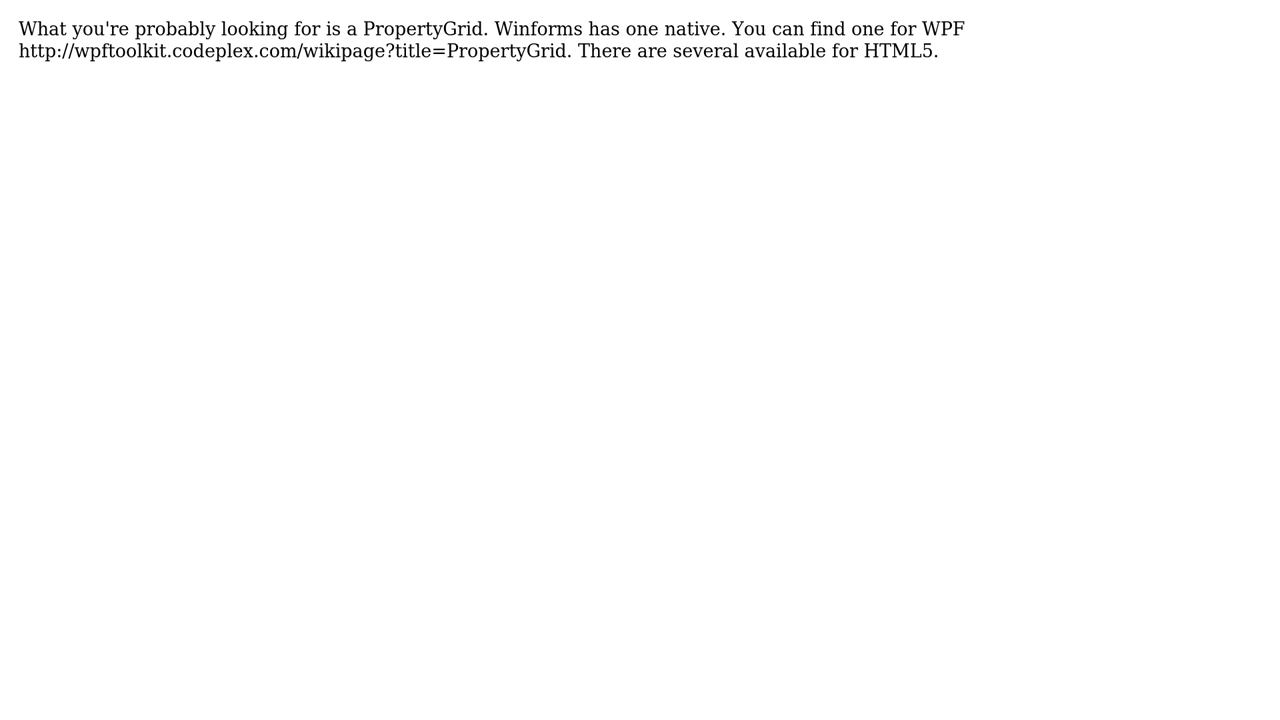 What you're probably looking for is a PropertyGrid. Winforms has one native. You can find one for WPF
http://wpftoolkit.codeplex.com/wikipage?title=PropertyGrid. There are several available for HTML5.